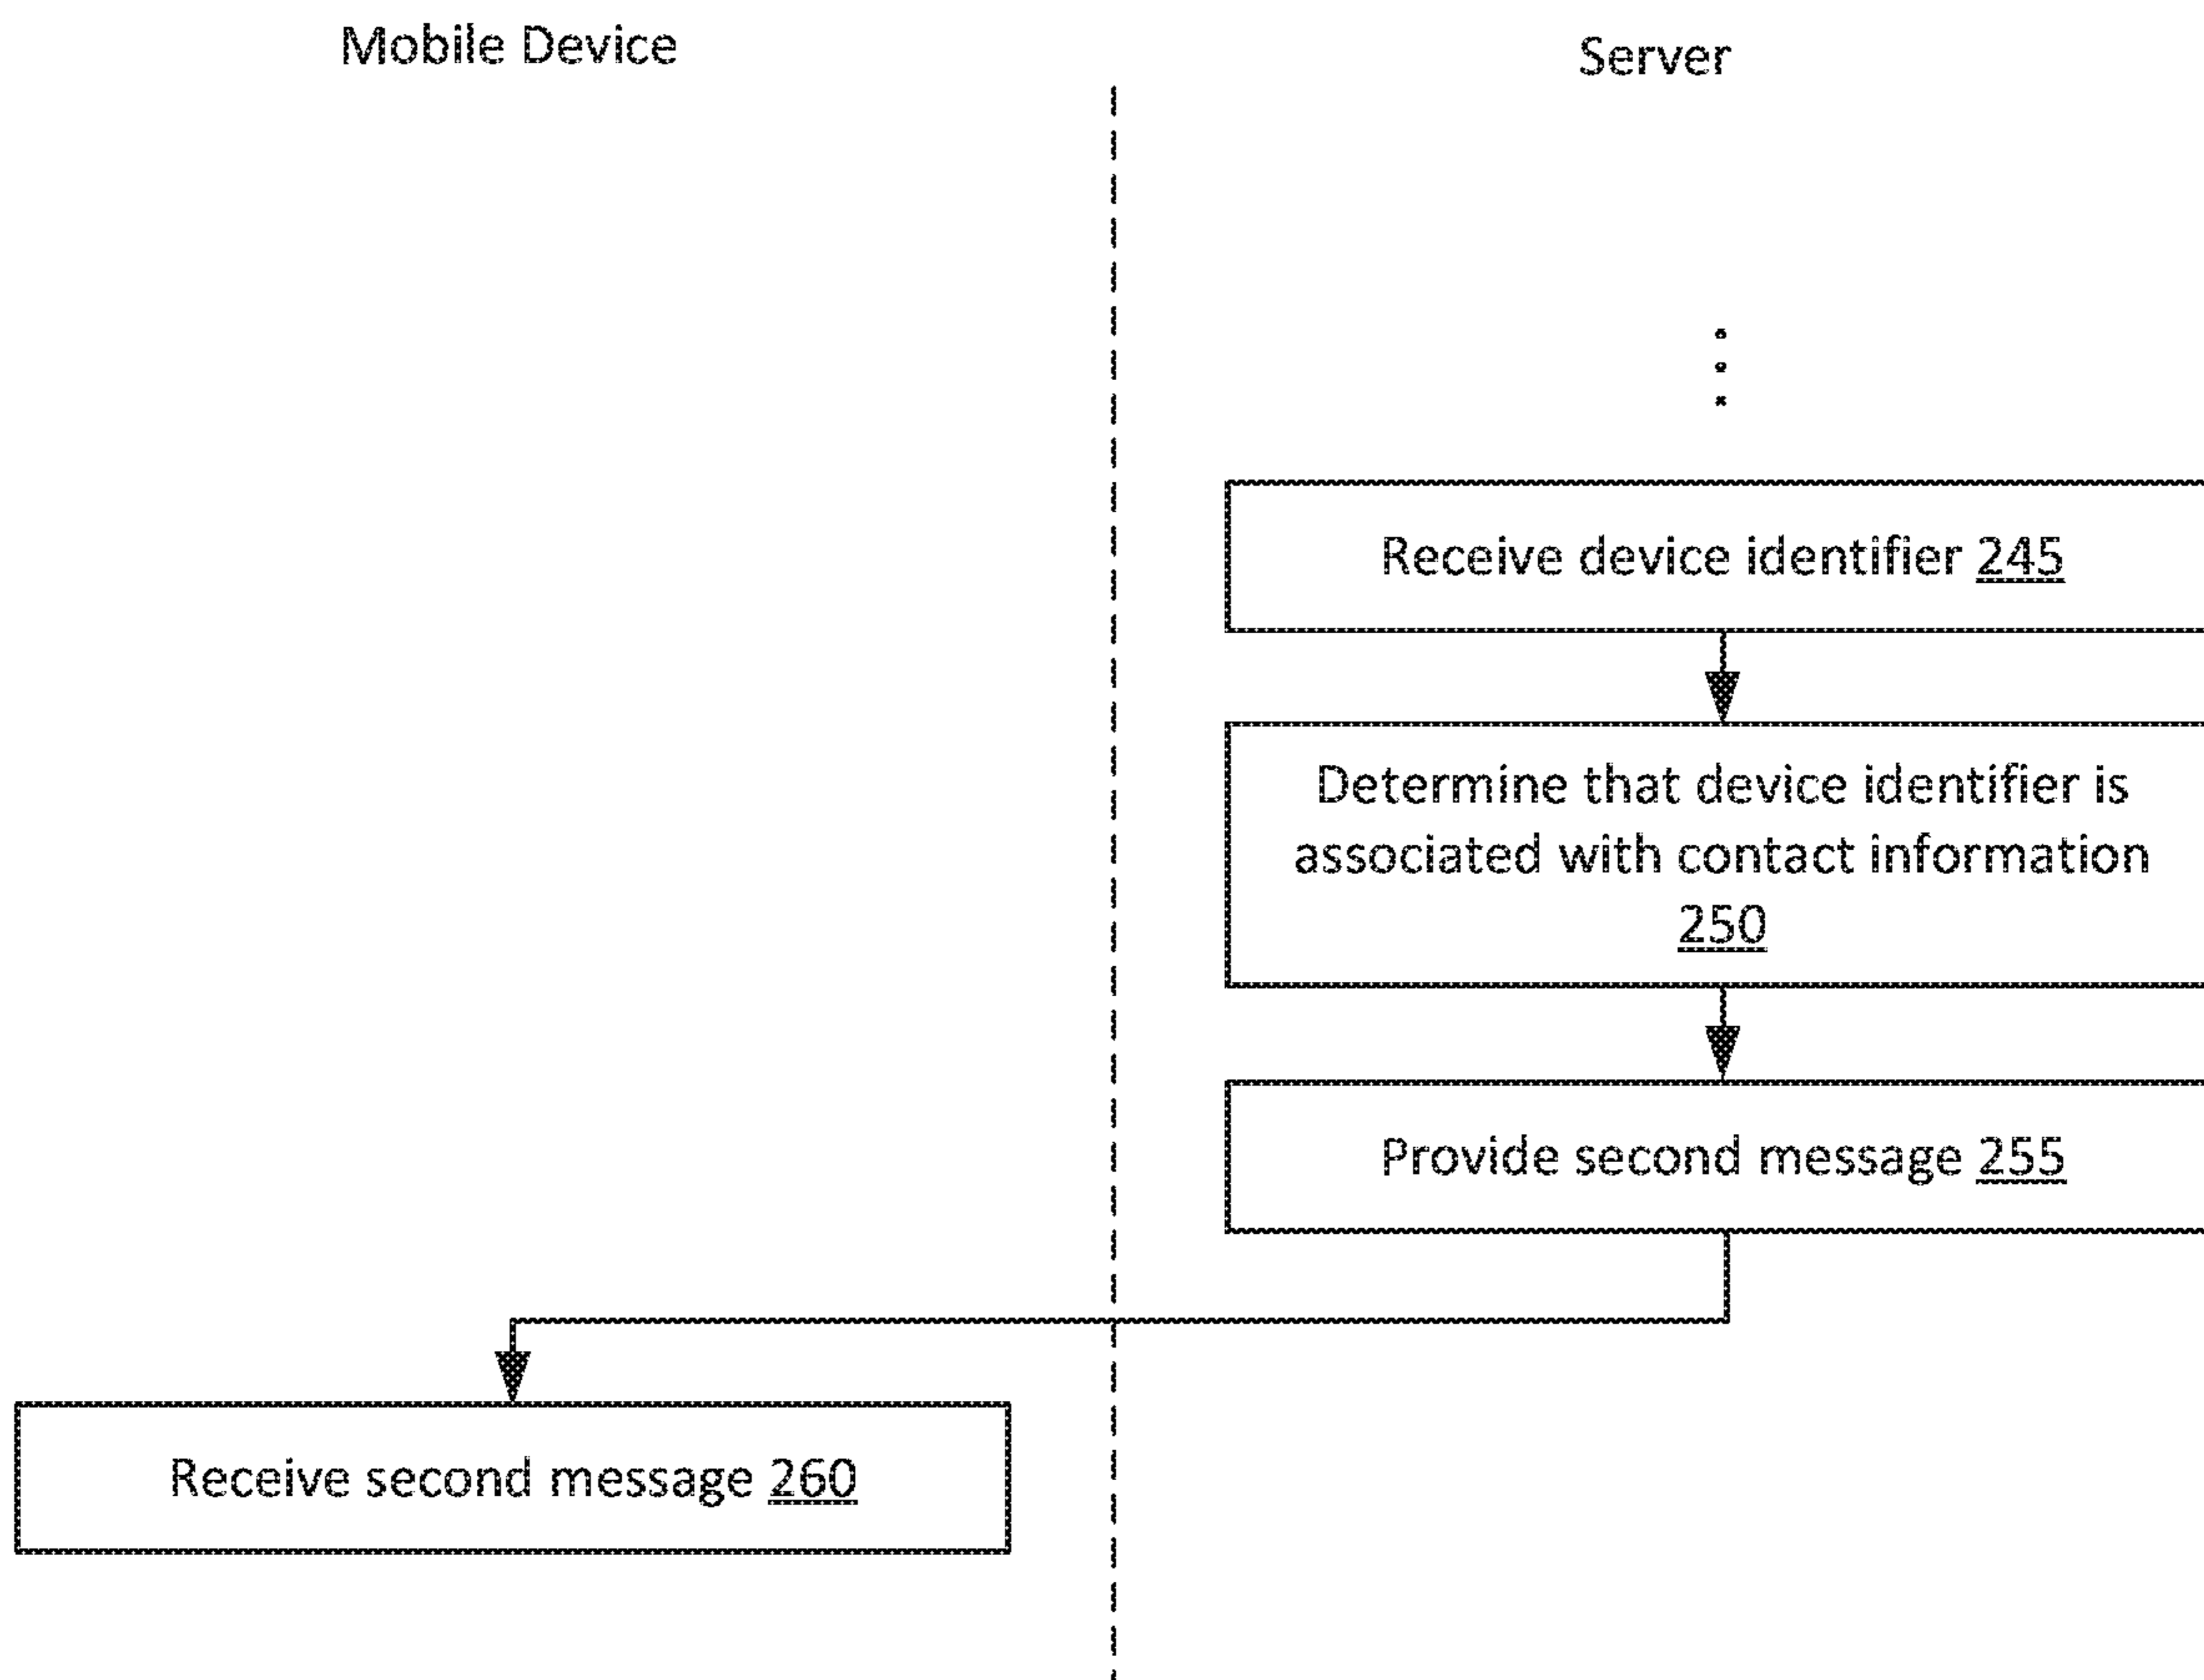 Mobile Device
Server
Receive device identifier 245
Determine that device identifier is
associated with contact information
250
Provide second message 255
Receive second message 260